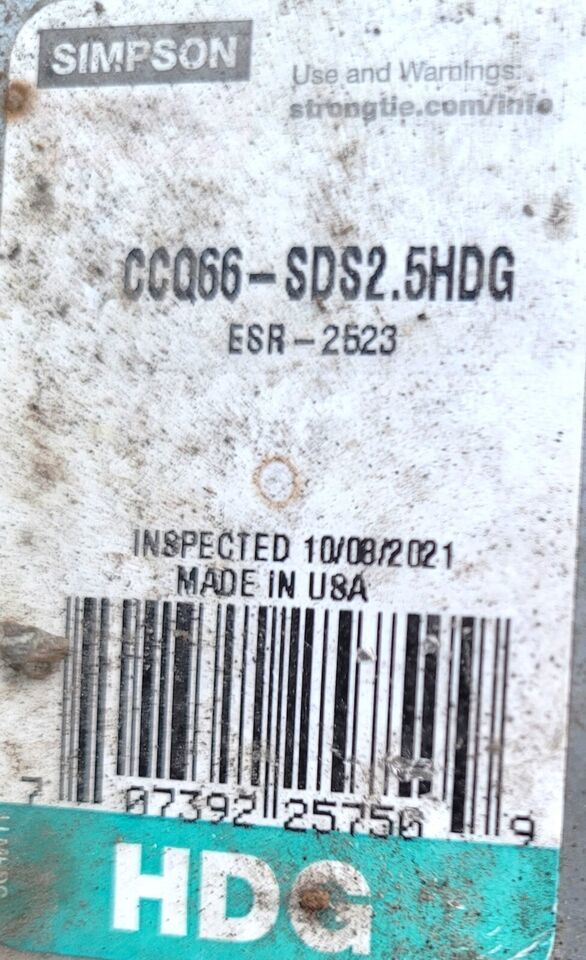 SIMPSON
Use and Warnings:
strongtie.com/info
CCQ66-SDS2.5HDG
ESR-2523
INSPECTED 10/08/2021
MADE IN USA
7 07392 25750 9
HDG